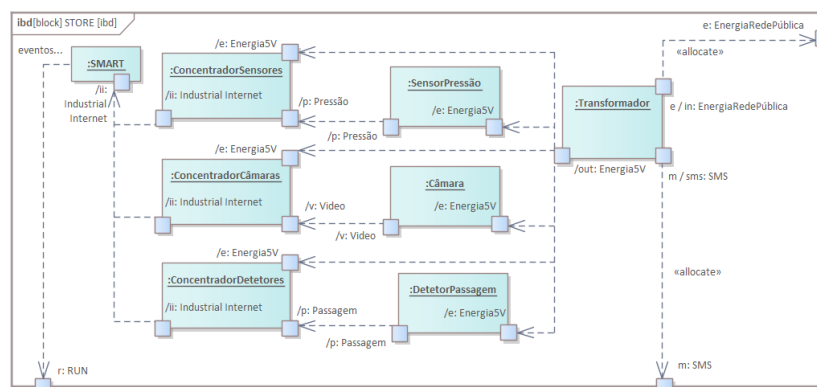 ibd[block] STORE [ibd]
e: EnergiaRedePública
«allocate»
eventos...
:SMART
/ii:
Industrial
Internet
/e: Energia5V
:ConcentradorSensores
/ii: Industrial Internet
/p: Pressão
:SensorPressão
/e: Energia5V
/p: Pressão
:Transformador
e / in: EnergiaRedePública
/out: Energia5V
m / sms: SMS
/e: Energia5V
:ConcentradorCâmaras
/ii: Industrial Internet
/v: Video
:Câmara
/e: Energia5V
/v: Video
/e: Energia5V
:ConcentradorDetetores
/ii: Industrial Internet
/p: Passagem
:DetetorPassagem
/e: Energia5V
/p: Passagem
«allocate»
r: RUN
m: SMS